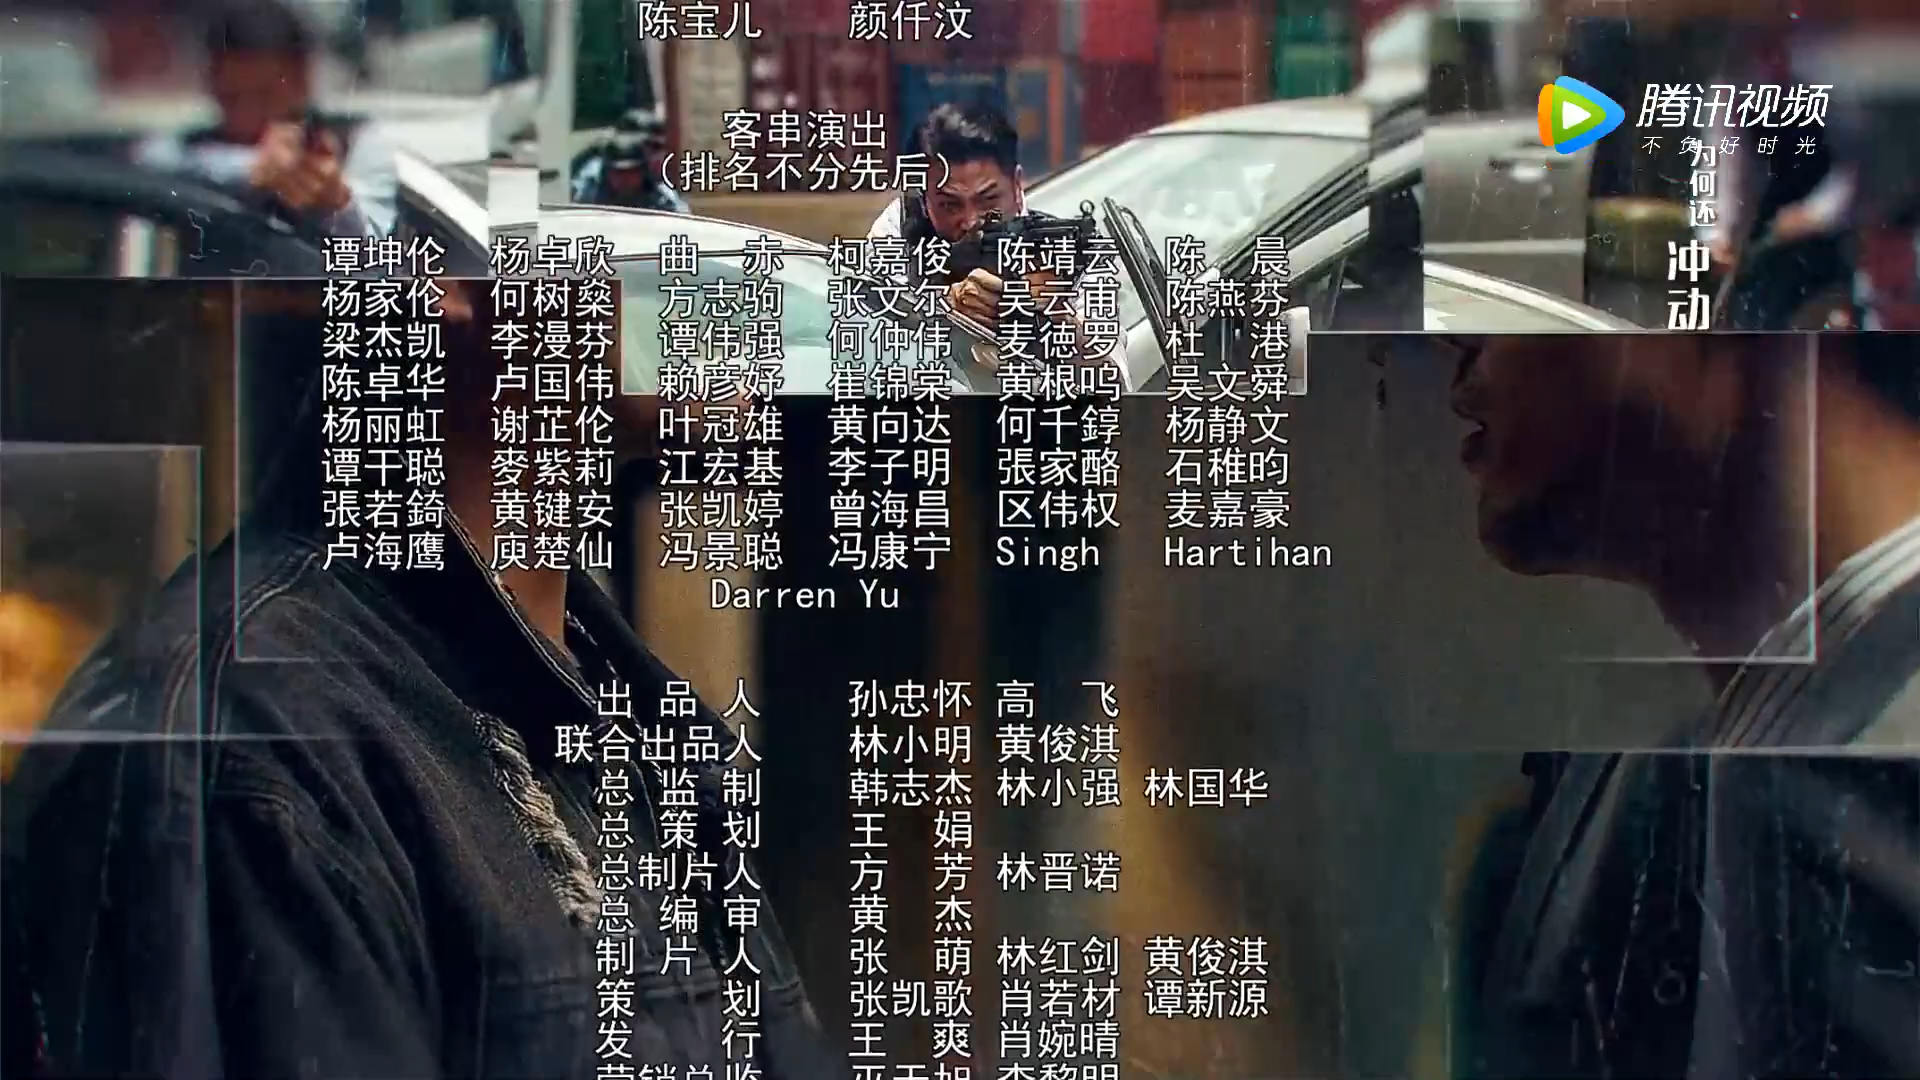 陈宝儿 颜仟汶
客串演出
（排名不分先后）
谭坤伦 杨卓欣 曲 赤 柯嘉俊 陈靖云 陈 晨
杨家伦 何树燊 方志驹 张文尔 吴云甫 陈燕芬
梁杰凯 李漫芬 谭伟强 何仲伟 麦德罗 杜 港
陈卓华 卢国伟 赖彦妤 崔锦棠 黄根鸣 吴文舜
杨丽虹 谢芷伦 叶冠雄 黄向达 何千錞 杨静文
谭干聪 麥紫莉 江宏基 李子明 張家酩 石稚昀
張若錡 黄键安 张凯婷 曾海昌 区伟权 麦嘉豪
卢海鹰 庾楚仙 冯景聪 冯康宁 Singh Hartihan
Darren Yu
出品人 孙忠怀 高 飞
联合出品人 林小明 黄俊淇
总监制 韩志杰 林小强 林国华
总策划 王 娟
总制片人 方 芳 林晋诺
总编审 黄 杰
制片人 张 萌 林红剑 黄俊淇
策划 张凯歌 肖若材 谭新源
发行 王 爽 肖婉晴
腾讯视频
不负好时光
为何还
冲动